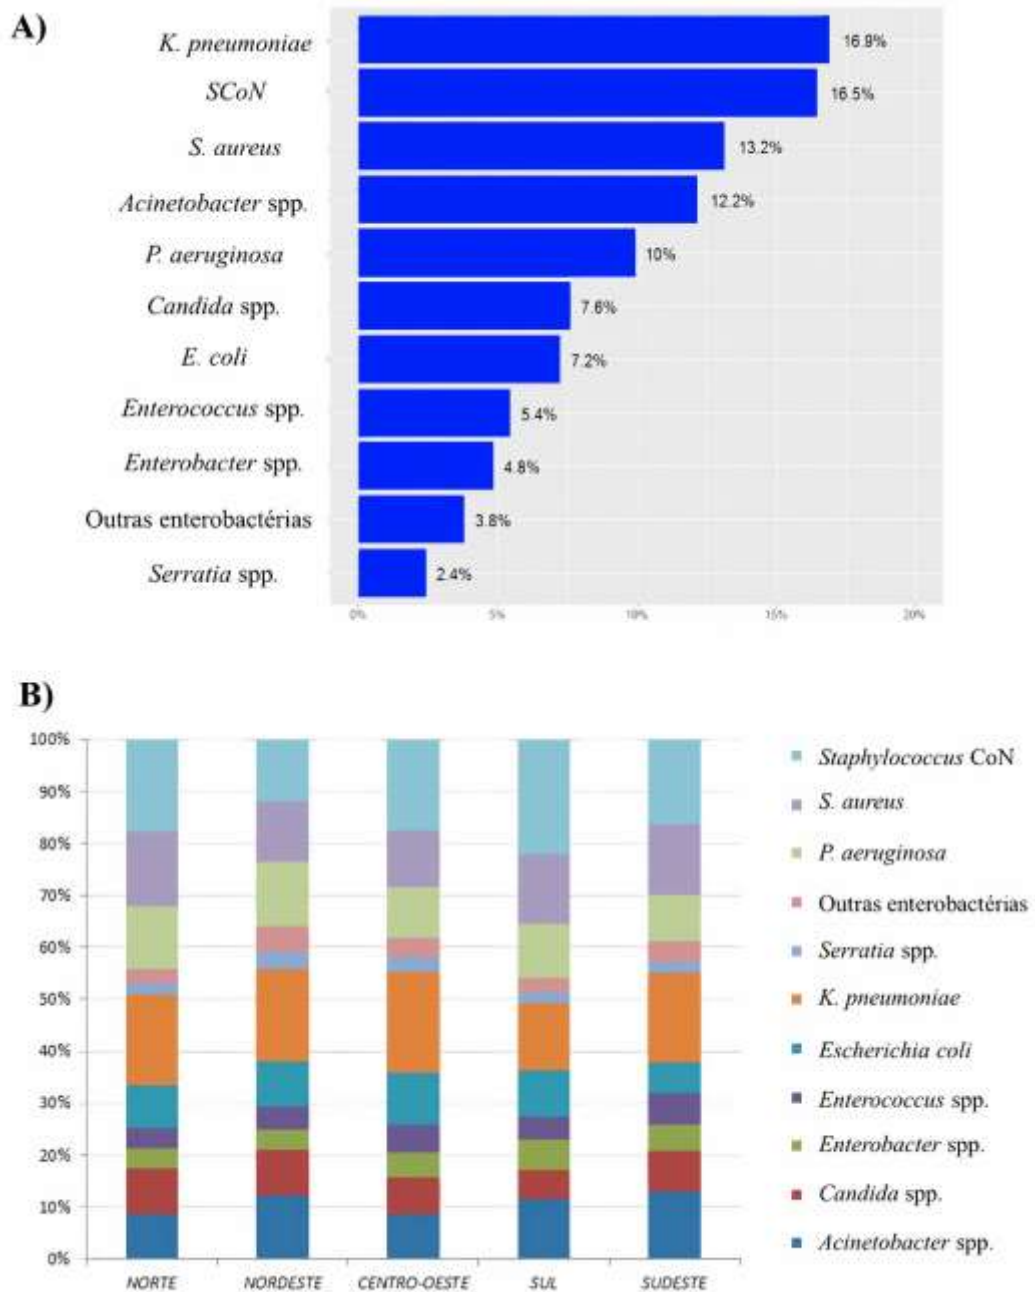 A)
K. pneumoniae 16.9%
SCoN 16.5%
S. aureus 13.2%
Acinetobacter spp. 12.2%
P. aeruginosa 10%
Candida spp. 7.6%
E. coli 7.2%
Enterococcus spp. 5.4%
Enterobacter spp. 4.8%
Outras enterobactérias 3.8%
Serratia spp. 2.4%
0% 5% 10% 15% 20%
B)
100%
90%
80%
70%
60%
50%
40%
30%
20%
10%
0%
NORTE NORDESTE CENTRO-OESTE SUL SUDESTE
Staphylococcus CoN
S. aureus
P. aeruginosa
Outras enterobactérias
Serratia spp.
K. pneumoniae
Escherichia coli
Enterococcus spp.
Enterobacter spp.
Candida spp.
Acinetobacter spp.